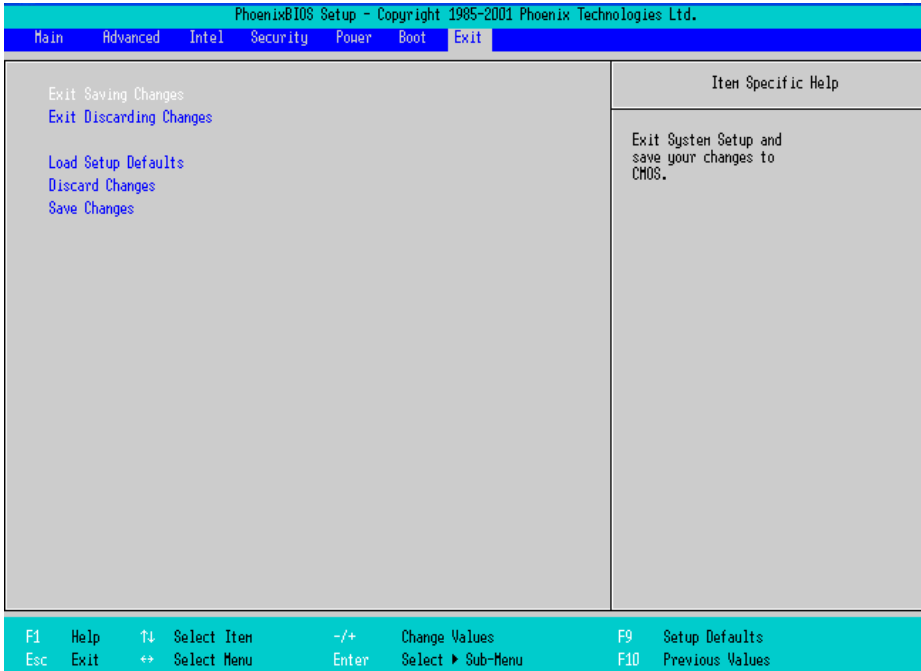 PhoenixBIOS Setup - Copyright 1985-2001 Phoenix Technologies Ltd.
Main Advanced Intel Security Power Boot Exit
Item Specific Help
Exit Saving Changes
Exit Discarding Changes
Load Setup Defaults
Discard Changes
Save Changes
Exit System Setup and
save your changes to
CMOS.
F1 Help ↑↓ Select Item -/+ Change Values F9 Setup Defaults
Esc Exit ↔ Select Menu Enter Select ▶ Sub-Menu F10 Previous Values